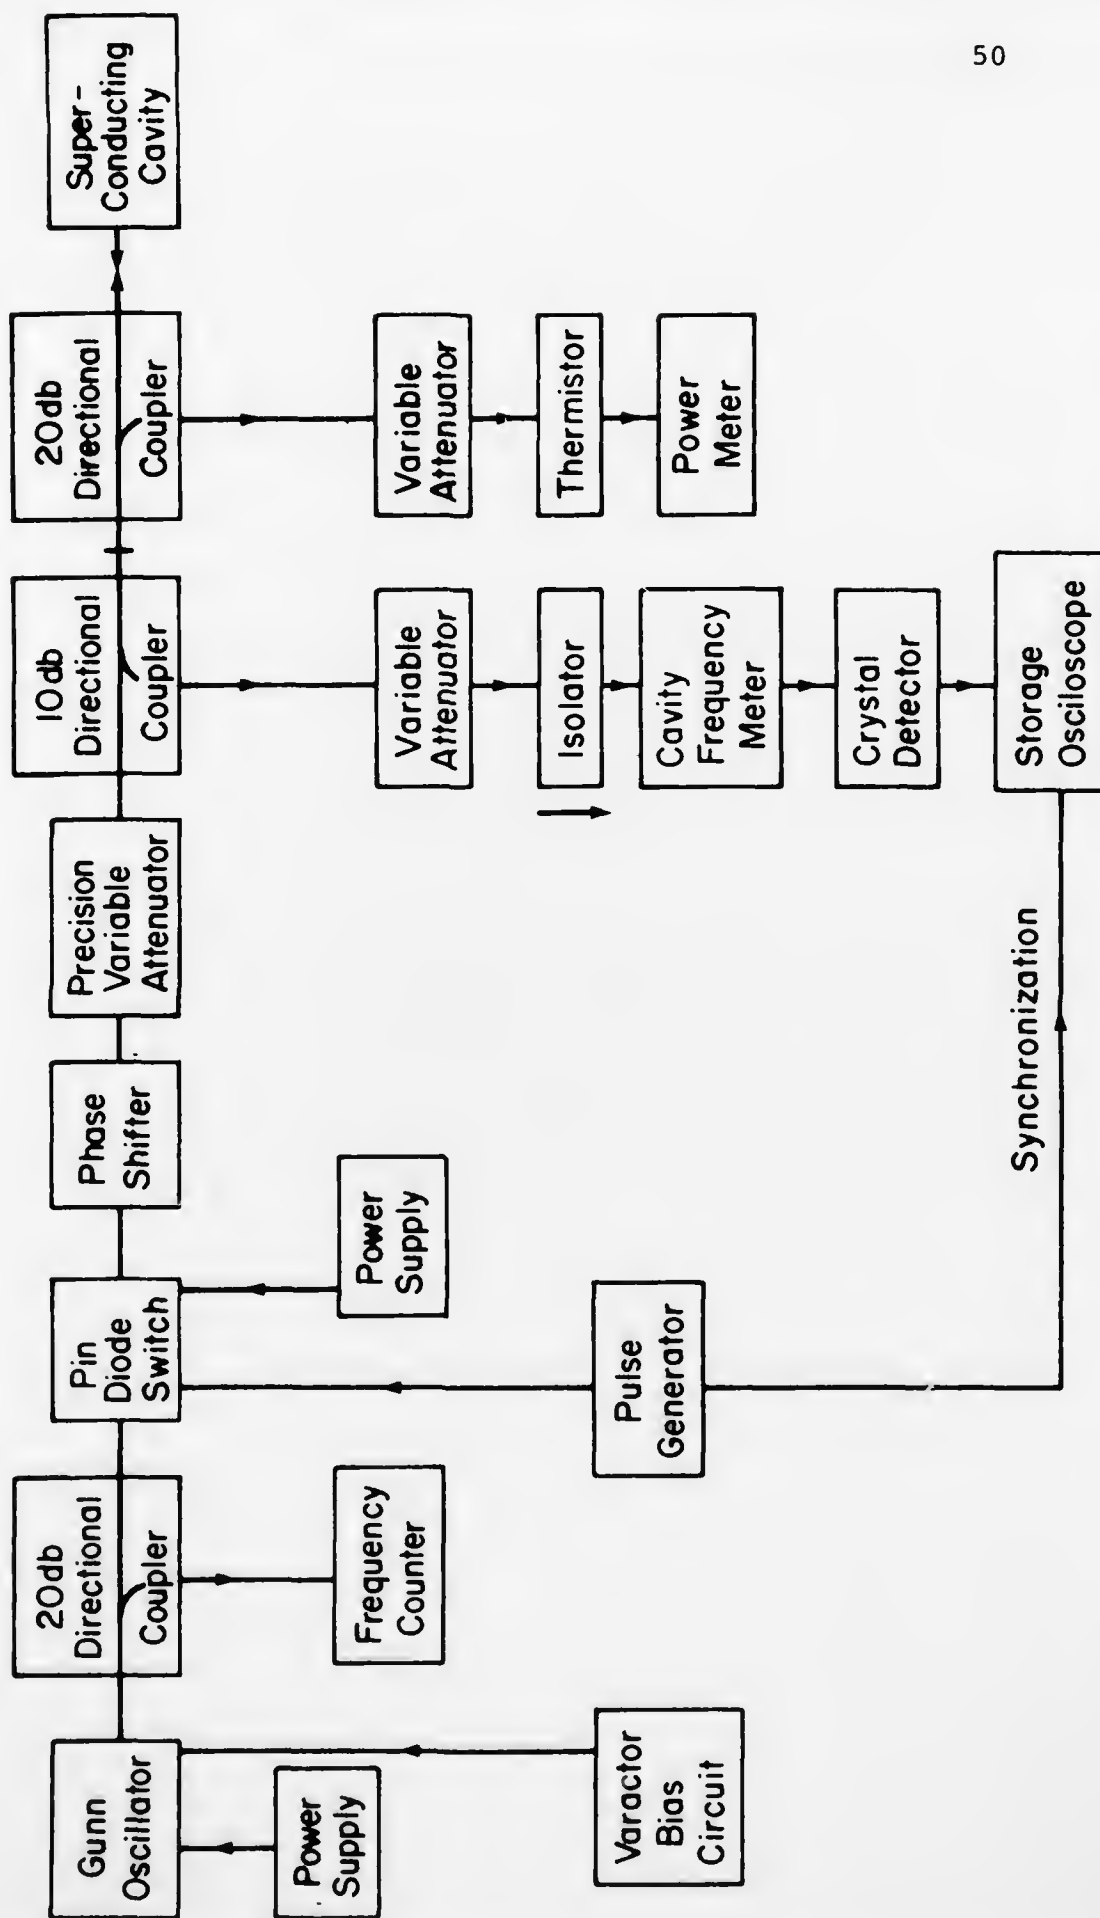 50
Gunn
Oscillator
Power
Supply
Varactor
Bias
Circuit
20db
Directional
Coupler
Frequency
Counter
Pin
Diode
Switch
Power
Supply
Pulse
Generator
Synchronization
Phase
Shifter
Precision
Variable
Attenuator
10db
Directional
Coupler
Variable
Attenuator
Isolator
Cavity
Frequency
Meter
Crystal
Detector
Storage
Osciloscope
20db
Directional
Coupler
Variable
Attenuator
Thermistor
Power
Meter
Super-
Conducting
Cavity